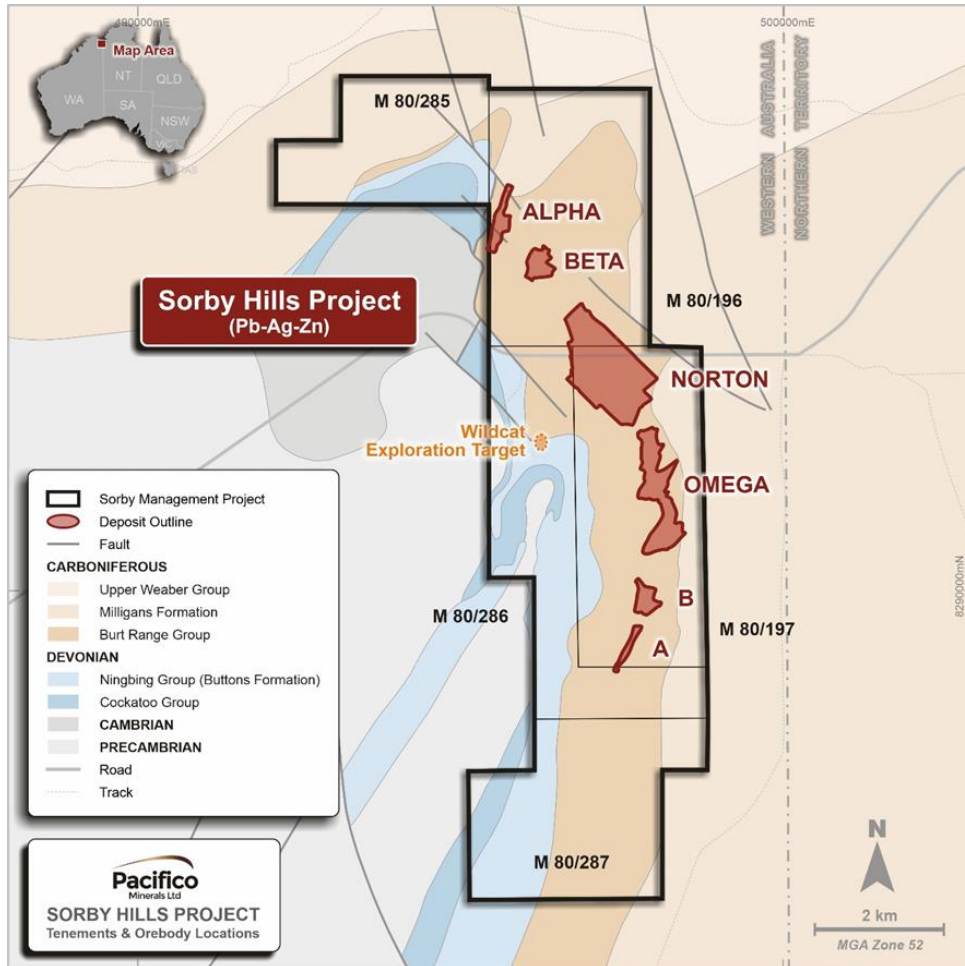 490000mE
500000mE
Map Area
WA
NT
QLD
SA
NSW
VIC
TAS
M 80/285
WESTERN AUSTRALIA
NORTHERN TERRITORY
ALPHA
BETA
Sorby Hills Project
(Pb-Ag-Zn)
M 80/196
NORTON
Wildcat
Exploration Target
OMEGA
Sorby Management Project
Deposit Outline
Fault
CARBONIFEROUS
Upper Weaber Group
Milligans Formation
Burt Range Group
DEVONIAN
Ningbing Group (Buttons Formation)
Cockatoo Group
CAMBRIAN
PRECAMBRIAN
Road
Track
8290000mN
B
M 80/286
M 80/197
A
M 80/287
Pacifico
Minerals Ltd
SORBY HILLS PROJECT
Tenements & Orebody Locations
N
2 km
MGA Zone 52